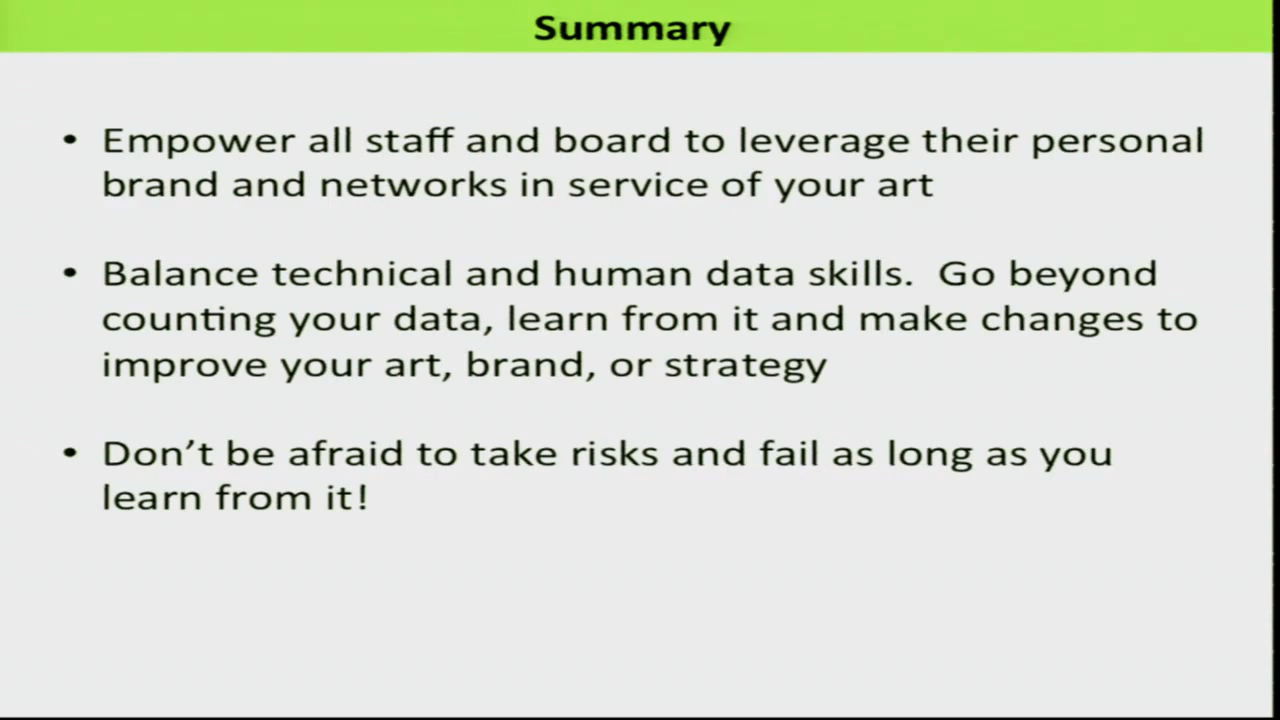 Summary
• Empower all staff and board to leverage their personal
brand and networks in service of your art
• Balance technical and human data skills.  Go beyond
counting your data, learn from it and make changes to
improve your art, brand, or strategy
• Don’t be afraid to take risks and fail as long as you
learn from it!